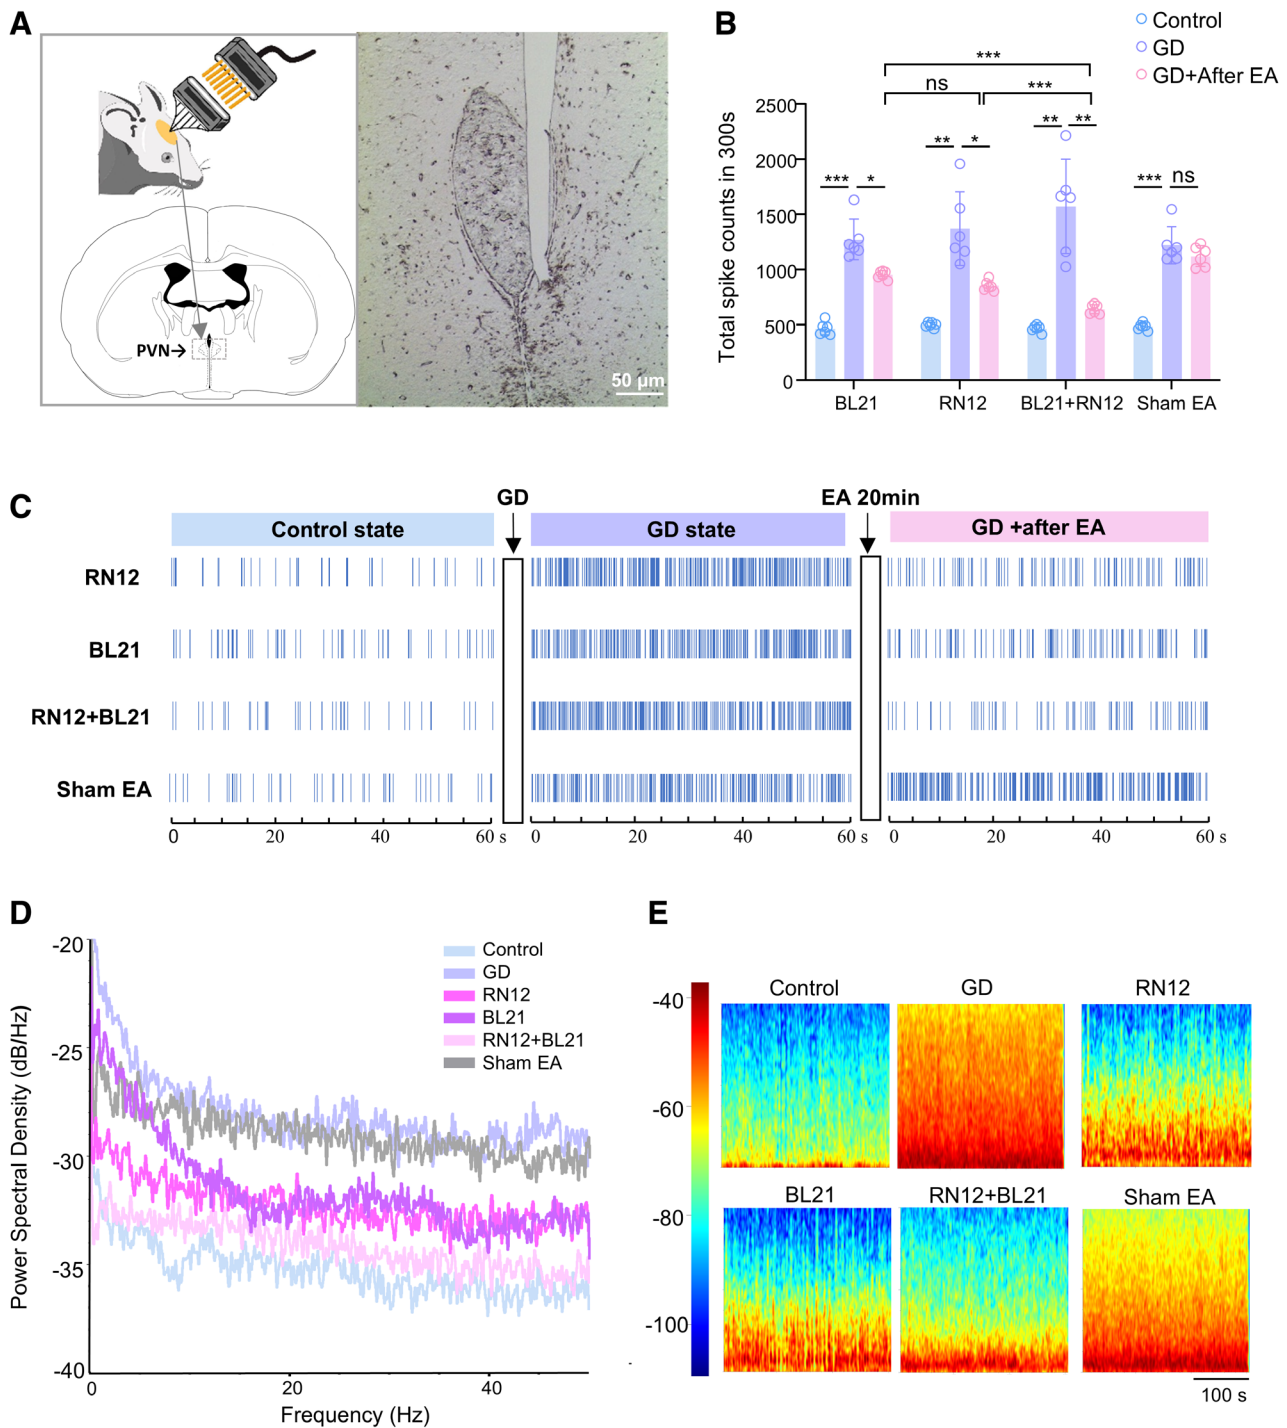 A
PVN→
50 µm
B
Control
GD
GD+After EA
Total spike counts in 300s
2500
2000
1500
1000
500
0
***
ns
***
*** *
** *
** **
*** ns
BL21 RN12 BL21+RN12 Sham EA
C
GD
EA 20min
Control state
GD state
GD +after EA
RN12
BL21
RN12+BL21
Sham EA
0 20 40 60 s
0 20 40 60 s
0 20 40 60 s
D
Power Spectral Density (dB/Hz)
-20
-25
-30
-35
-40
0 20 40
Frequency (Hz)
Control
GD
RN12
BL21
RN12+BL21
Sham EA
E
-40
-60
-80
-100
Control GD RN12
BL21 RN12+BL21 Sham EA
100 s